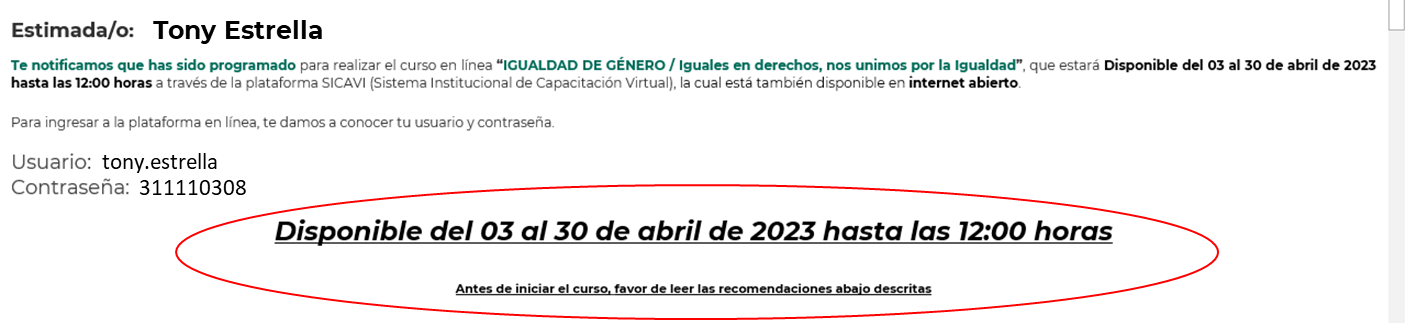 Estimada/o: Tony Estrella
Te notificamos que has sido programado para realizar el curso en línea “IGUALDAD DE GÉNERO / Iguales en derechos, nos unimos por la Igualdad”, que estará Disponible del 03 al 30 de abril de 2023
hasta las 12:00 horas a través de la plataforma SICAVI (Sistema Institucional de Capacitación Virtual), la cual está también disponible en internet abierto.
Para ingresar a la plataforma en línea, te damos a conocer tu usuario y contraseña.
Usuario: tony.estrella
Contraseña: 311110308
Disponible del 03 al 30 de abril de 2023 hasta las 12:00 horas
Antes de iniciar el curso, favor de leer las recomendaciones abajo descritas